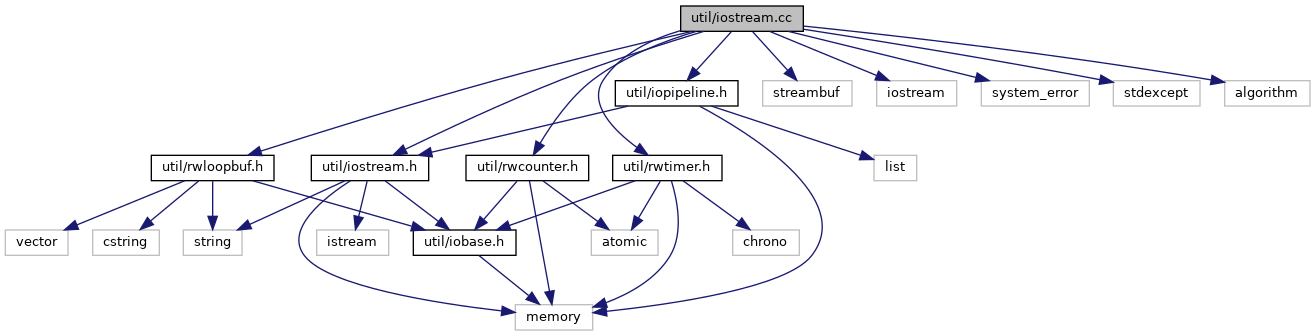 util/iostream.cc
util/iopipeline.h
streambuf
iostream
system_error
stdexcept
algorithm
util/rwloopbuf.h
util/iostream.h
util/rwcounter.h
util/rwtimer.h
list
vector
cstring
string
istream
util/iobase.h
atomic
chrono
memory